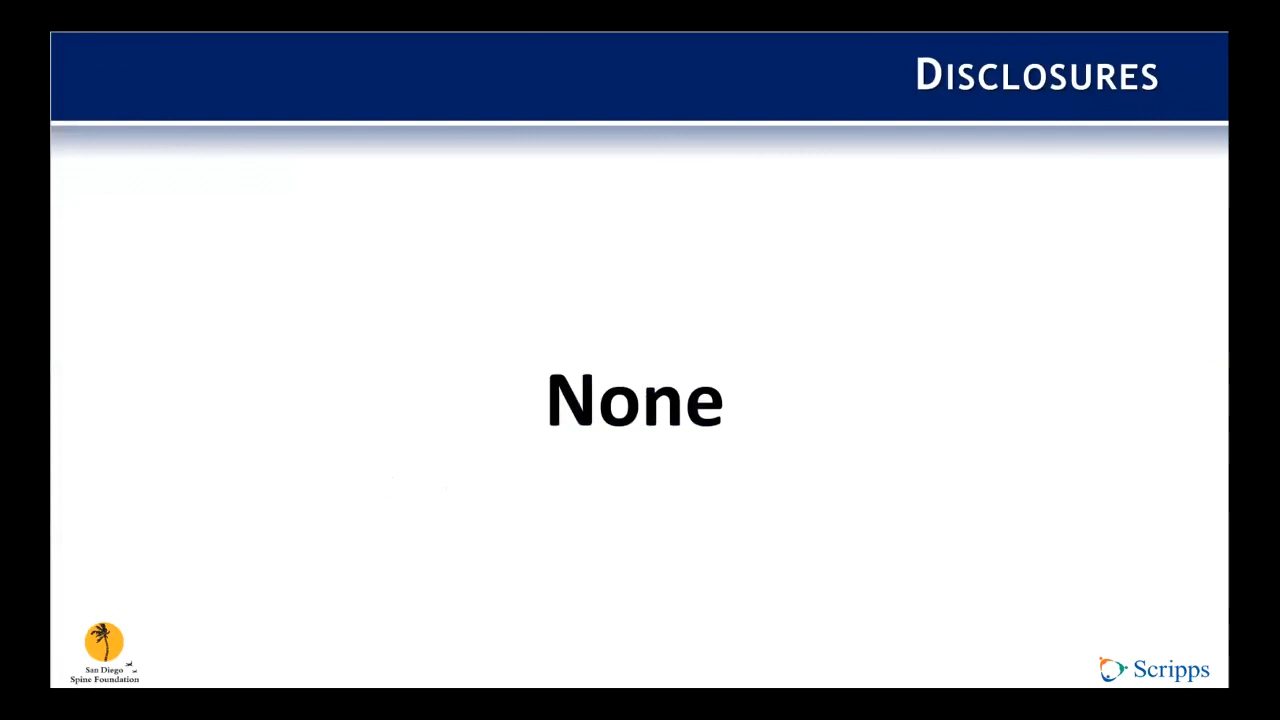 DISCLOSURES
None
San Diego
Spine Foundation
Scripps